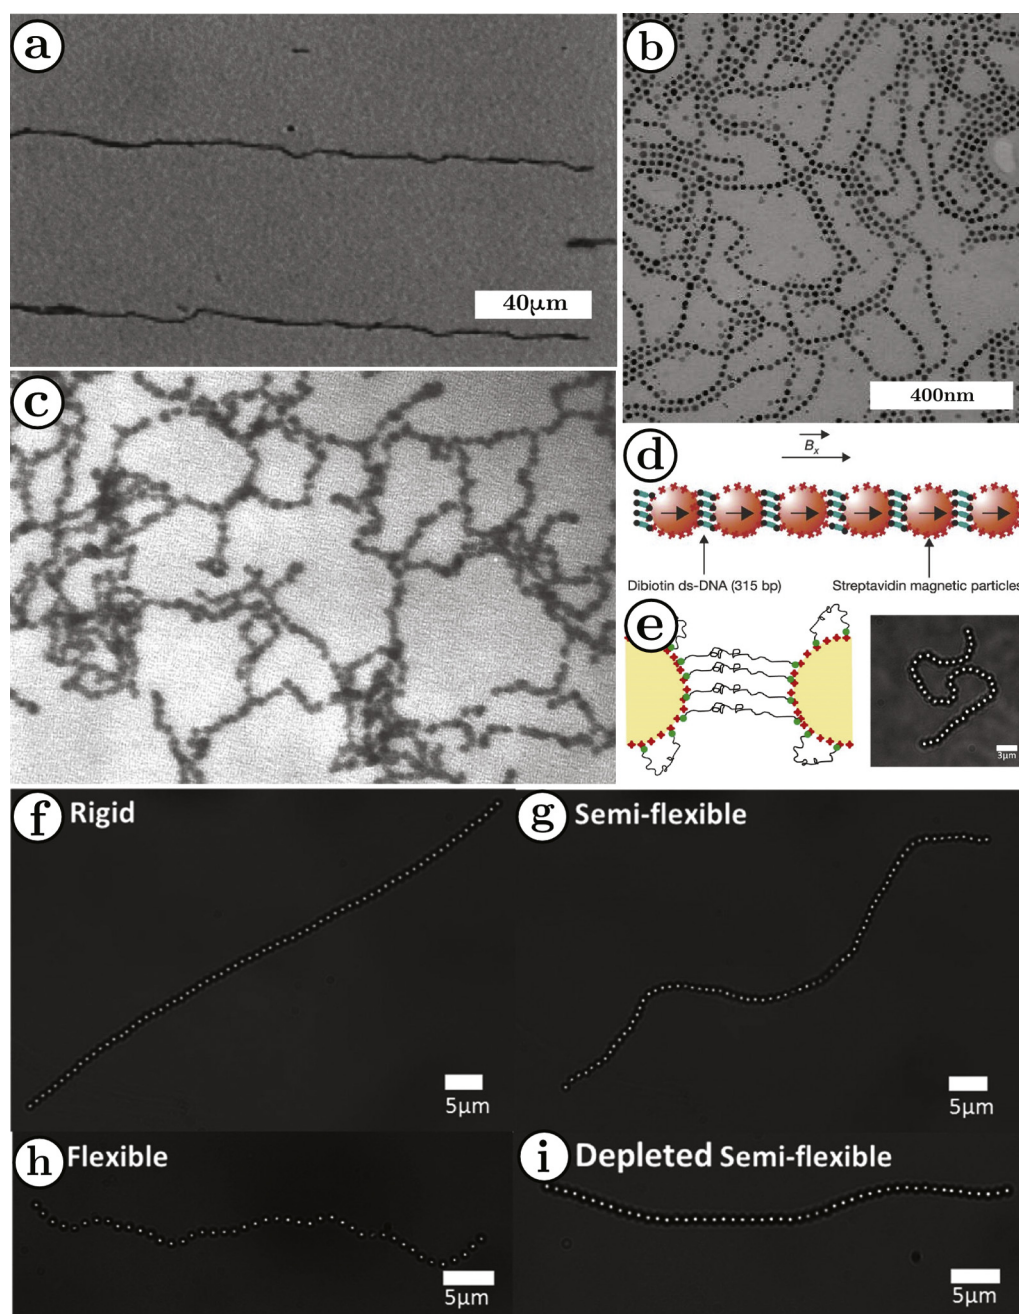 a
40μm
b
400nm
c
d
Bx
Dibiotin ds-DNA (315 bp)
Streptavidin magnetic particles
e
3μm
f Rigid
5μm
g Semi-flexible
5μm
h Flexible
5μm
i Depleted Semi-flexible
5μm